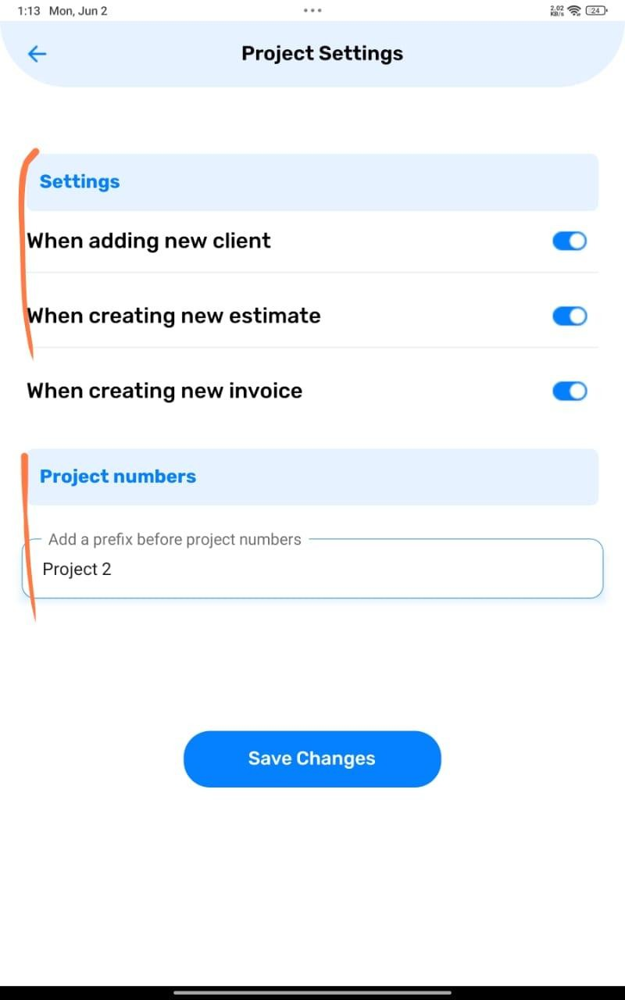 1:13 Mon, Jun 2
2.02
KB/s
24
Project Settings
Settings
When adding new client
When creating new estimate
When creating new invoice
Project numbers
Add a prefix before project numbers
Project 2
Save Changes